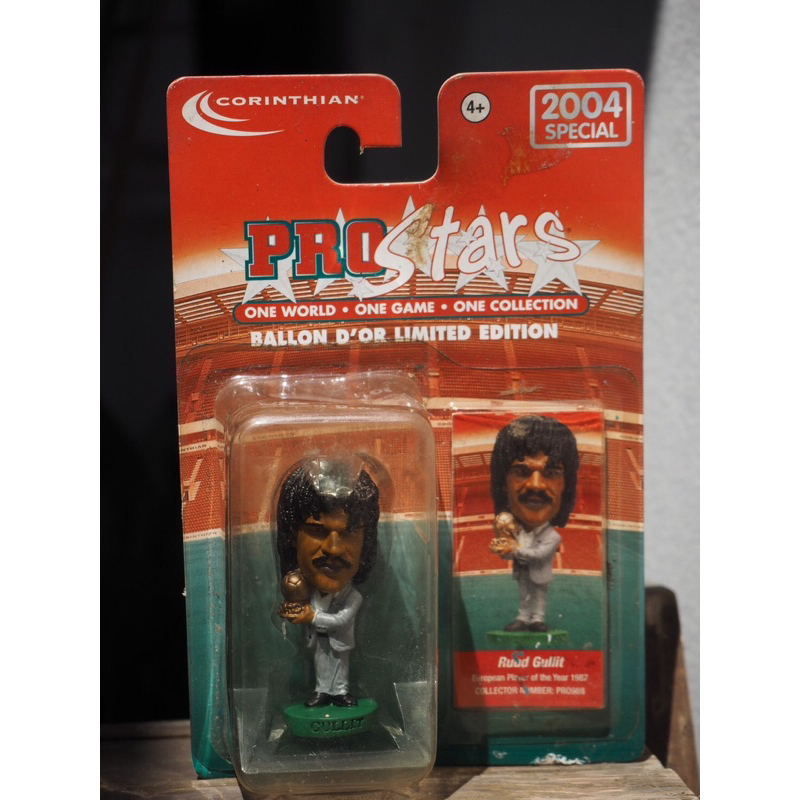 CORINTHIAN®
4+
2004
SPECIAL
PROStars
ONE WORLD • ONE GAME • ONE COLLECTION
BALLON D'OR LIMITED EDITION
CORINTHIAN
GULLIT
Ruud Gullit
European Player of the Year 1987
COLLECTOR NUMBER: